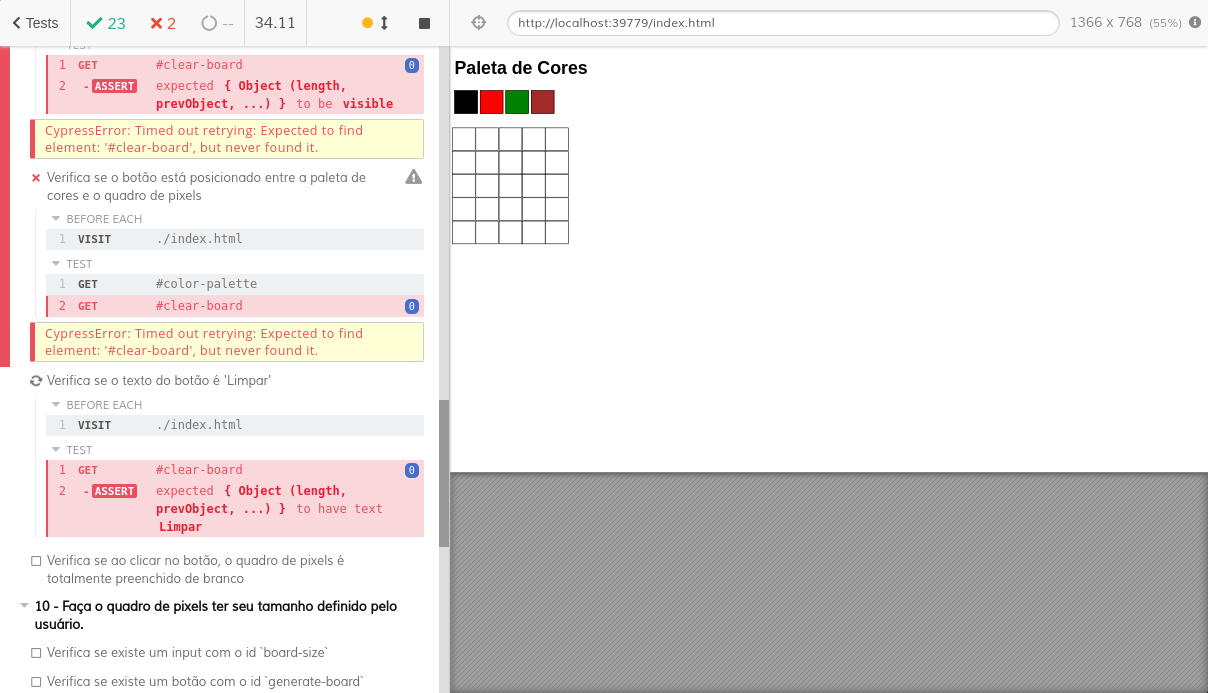 Tests 23 2 -- 34.11
http://localhost:39779/index.html 1366 x 768 (55%)
TEST
1 GET #clear-board 0
2 - ASSERT expected { Object (length,
prevObject, ...) } to be visible
CypressError: Timed out retrying: Expected to find
element: '#clear-board', but never found it.
Verifica se o botão está posicionado entre a paleta de
cores e o quadro de pixels
BEFORE EACH
1 VISIT ./index.html
TEST
1 GET #color-palette
2 GET #clear-board 0
CypressError: Timed out retrying: Expected to find
element: '#clear-board', but never found it.
Verifica se o texto do botão é 'Limpar'
BEFORE EACH
1 VISIT ./index.html
TEST
1 GET #clear-board 0
2 - ASSERT expected { Object (length,
prevObject, ...) } to have text
Limpar
Verifica se ao clicar no botão, o quadro de pixels é
totalmente preenchido de branco
10 - Faça o quadro de pixels ter seu tamanho definido pelo
usuário.
Verifica se existe um input com o id `board-size`
Verifica se existe um botão com o id `generate-board`
Paleta de Cores